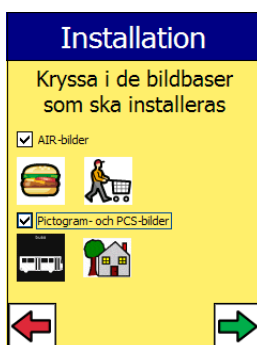 Installation
Kryssa i de bildbaser
som ska installeras
AIR-bilder
Pictogram- och PCS-bilder